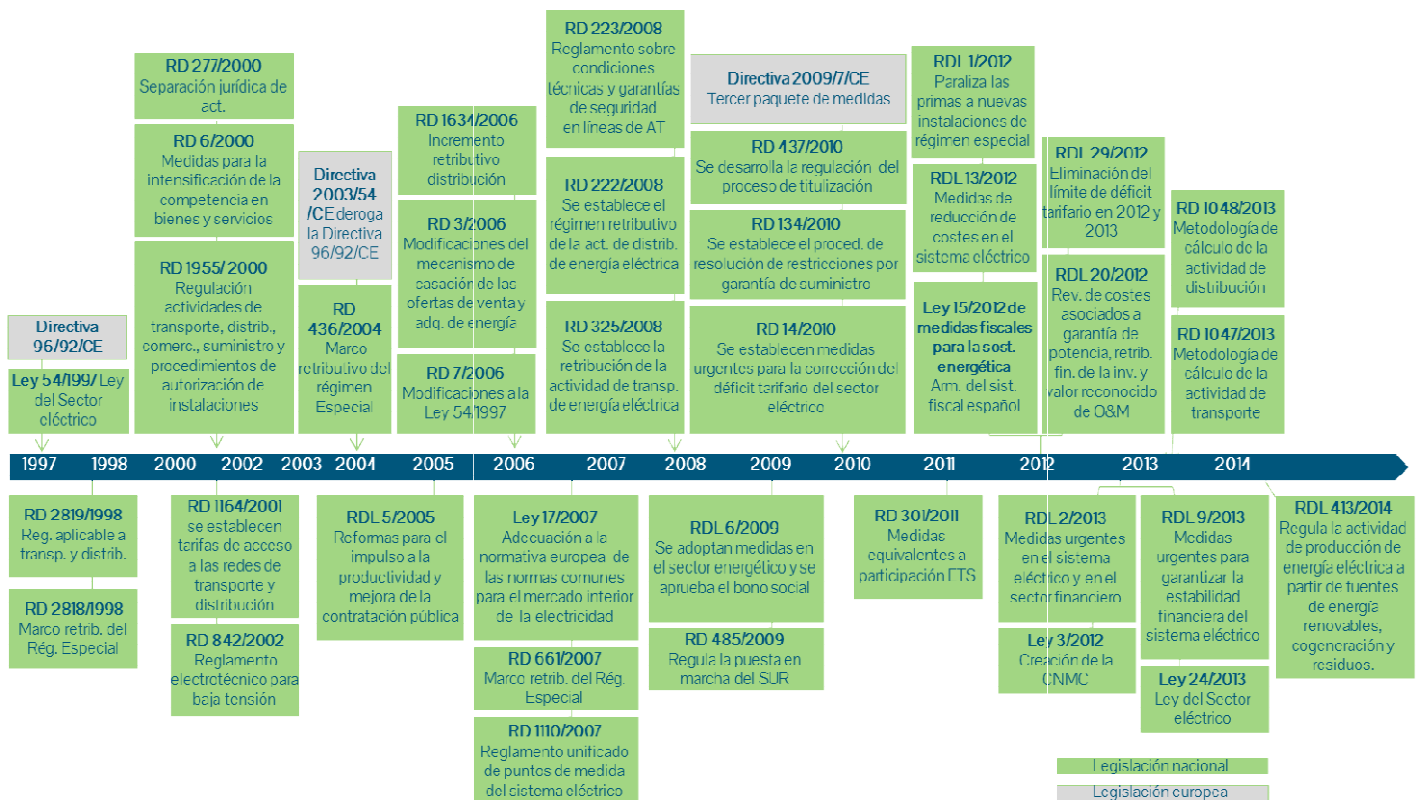 Directiva
96/92/CE
Ley 54/1997 Ley
del Sector
eléctrico
RD 277/2000
Separación jurídica de
act.
RD 6/2000
Medidas para la
intensificación de la
competencia en
bienes y servicios
RD 1955/2000
Regulación
actividades de
transporte, distrib.,
comerc., suministro y
procedimientos de
autorización de
instalaciones
Directiva
2003/54
/CE deroga
la Directiva
96/92/CE
RD
436/2004
Marco
retributivo del
régimen
Especial
RD 1634/2006
Incremento
retributivo
distribución
RD 3/2006
Modificaciones del
mecanismo de
casación de las
ofertas de venta y
adq. de energía
RD 7/2006
Modificaciones a la
Ley 54/1997
RD 223/2008
Reglamento sobre
condiciones
técnicas y garantías
de seguridad
en líneas de AT
RD 222/2008
Se establece el
régimen retributivo
de la act. de distrib.
de energía eléctrica
RD 325/2008
Se establece la
retribución de la
actividad de transp.
de energía eléctrica
Directiva 2009/7/CE
Tercer paquete de medidas
RD 437/2010
Se desarrolla la regulación del
proceso de titulización
RD 134/2010
Se establece el proced. de
resolución de restricciones por
garantía de suministro
RD 14/2010
Se establecen medidas
urgentes para la corrección del
déficit tarifario del sector
eléctrico
RDL 1/2012
Paraliza las
primas a nuevas
instalaciones de
régimen especial
RDL 13/2012
Medidas de
reducción de
costes en el
sistema eléctrico
Ley 15/2012 de
medidas fiscales
para la sost.
energética
Arm. del sist.
fiscal español
RDL 29/2012
Eliminación del
límite de déficit
tarifario en 2012 y
2013
RDL 20/2012
Rev. de costes
asociados a
garantía de
potencia, retrib.
fin. de la inv. y
valor reconocido
de O&M
RD 1048/2013
Metodología de
cálculo de la
actividad de
distribución
RD 1047/2013
Metodología de
cálculo de la
actividad de
transporte
1997 1998 2000 2002 2003 2004 2005 2006 2007 2008 2009 2010 2011 2012 2013 2014
RD 2819/1998
Reg. aplicable a
transp. y distrib.
RD 2818/1998
Marco retrib. del
Rég. Especial
RD 1164/2001
se establecen
tarifas de acceso
a las redes de
transporte y
distribución
RD 842/2002
Reglamento
electrotécnico para
baja tensión
RDL 5/2005
Reformas para el
impulso a la
productividad y
mejora de la
contratación pública
Ley 17/2007
Adecuación a la
normativa europea de
las normas comunes
para el mercado interior
de la electricidad
RD 661/2007
Marco retrib. del Rég.
Especial
RD 1110/2007
Reglamento unificado
de puntos de medida
del sistema eléctrico
RDL 6/2009
Se adoptan medidas en
el sector energético y se
aprueba el bono social
RD 485/2009
Regula la puesta en
marcha del SUR
RD 301/2011
Medidas
equivalentes a
participación ETS
RDL 2/2013
Medidas urgentes
en el sistema
eléctrico y en el
sector financiero
Ley 3/2012
Creación de la
CNMC
RDL 9/2013
Medidas
urgentes para
garantizar la
estabilidad
financiera del
sistema eléctrico
Ley 24/2013
Ley del Sector
eléctrico
RDL 413/2014
Regula la actividad
de producción de
energía eléctrica a
partir de fuentes
de energía
renovables,
cogeneración y
residuos.
Legislación nacional
Legislación europea